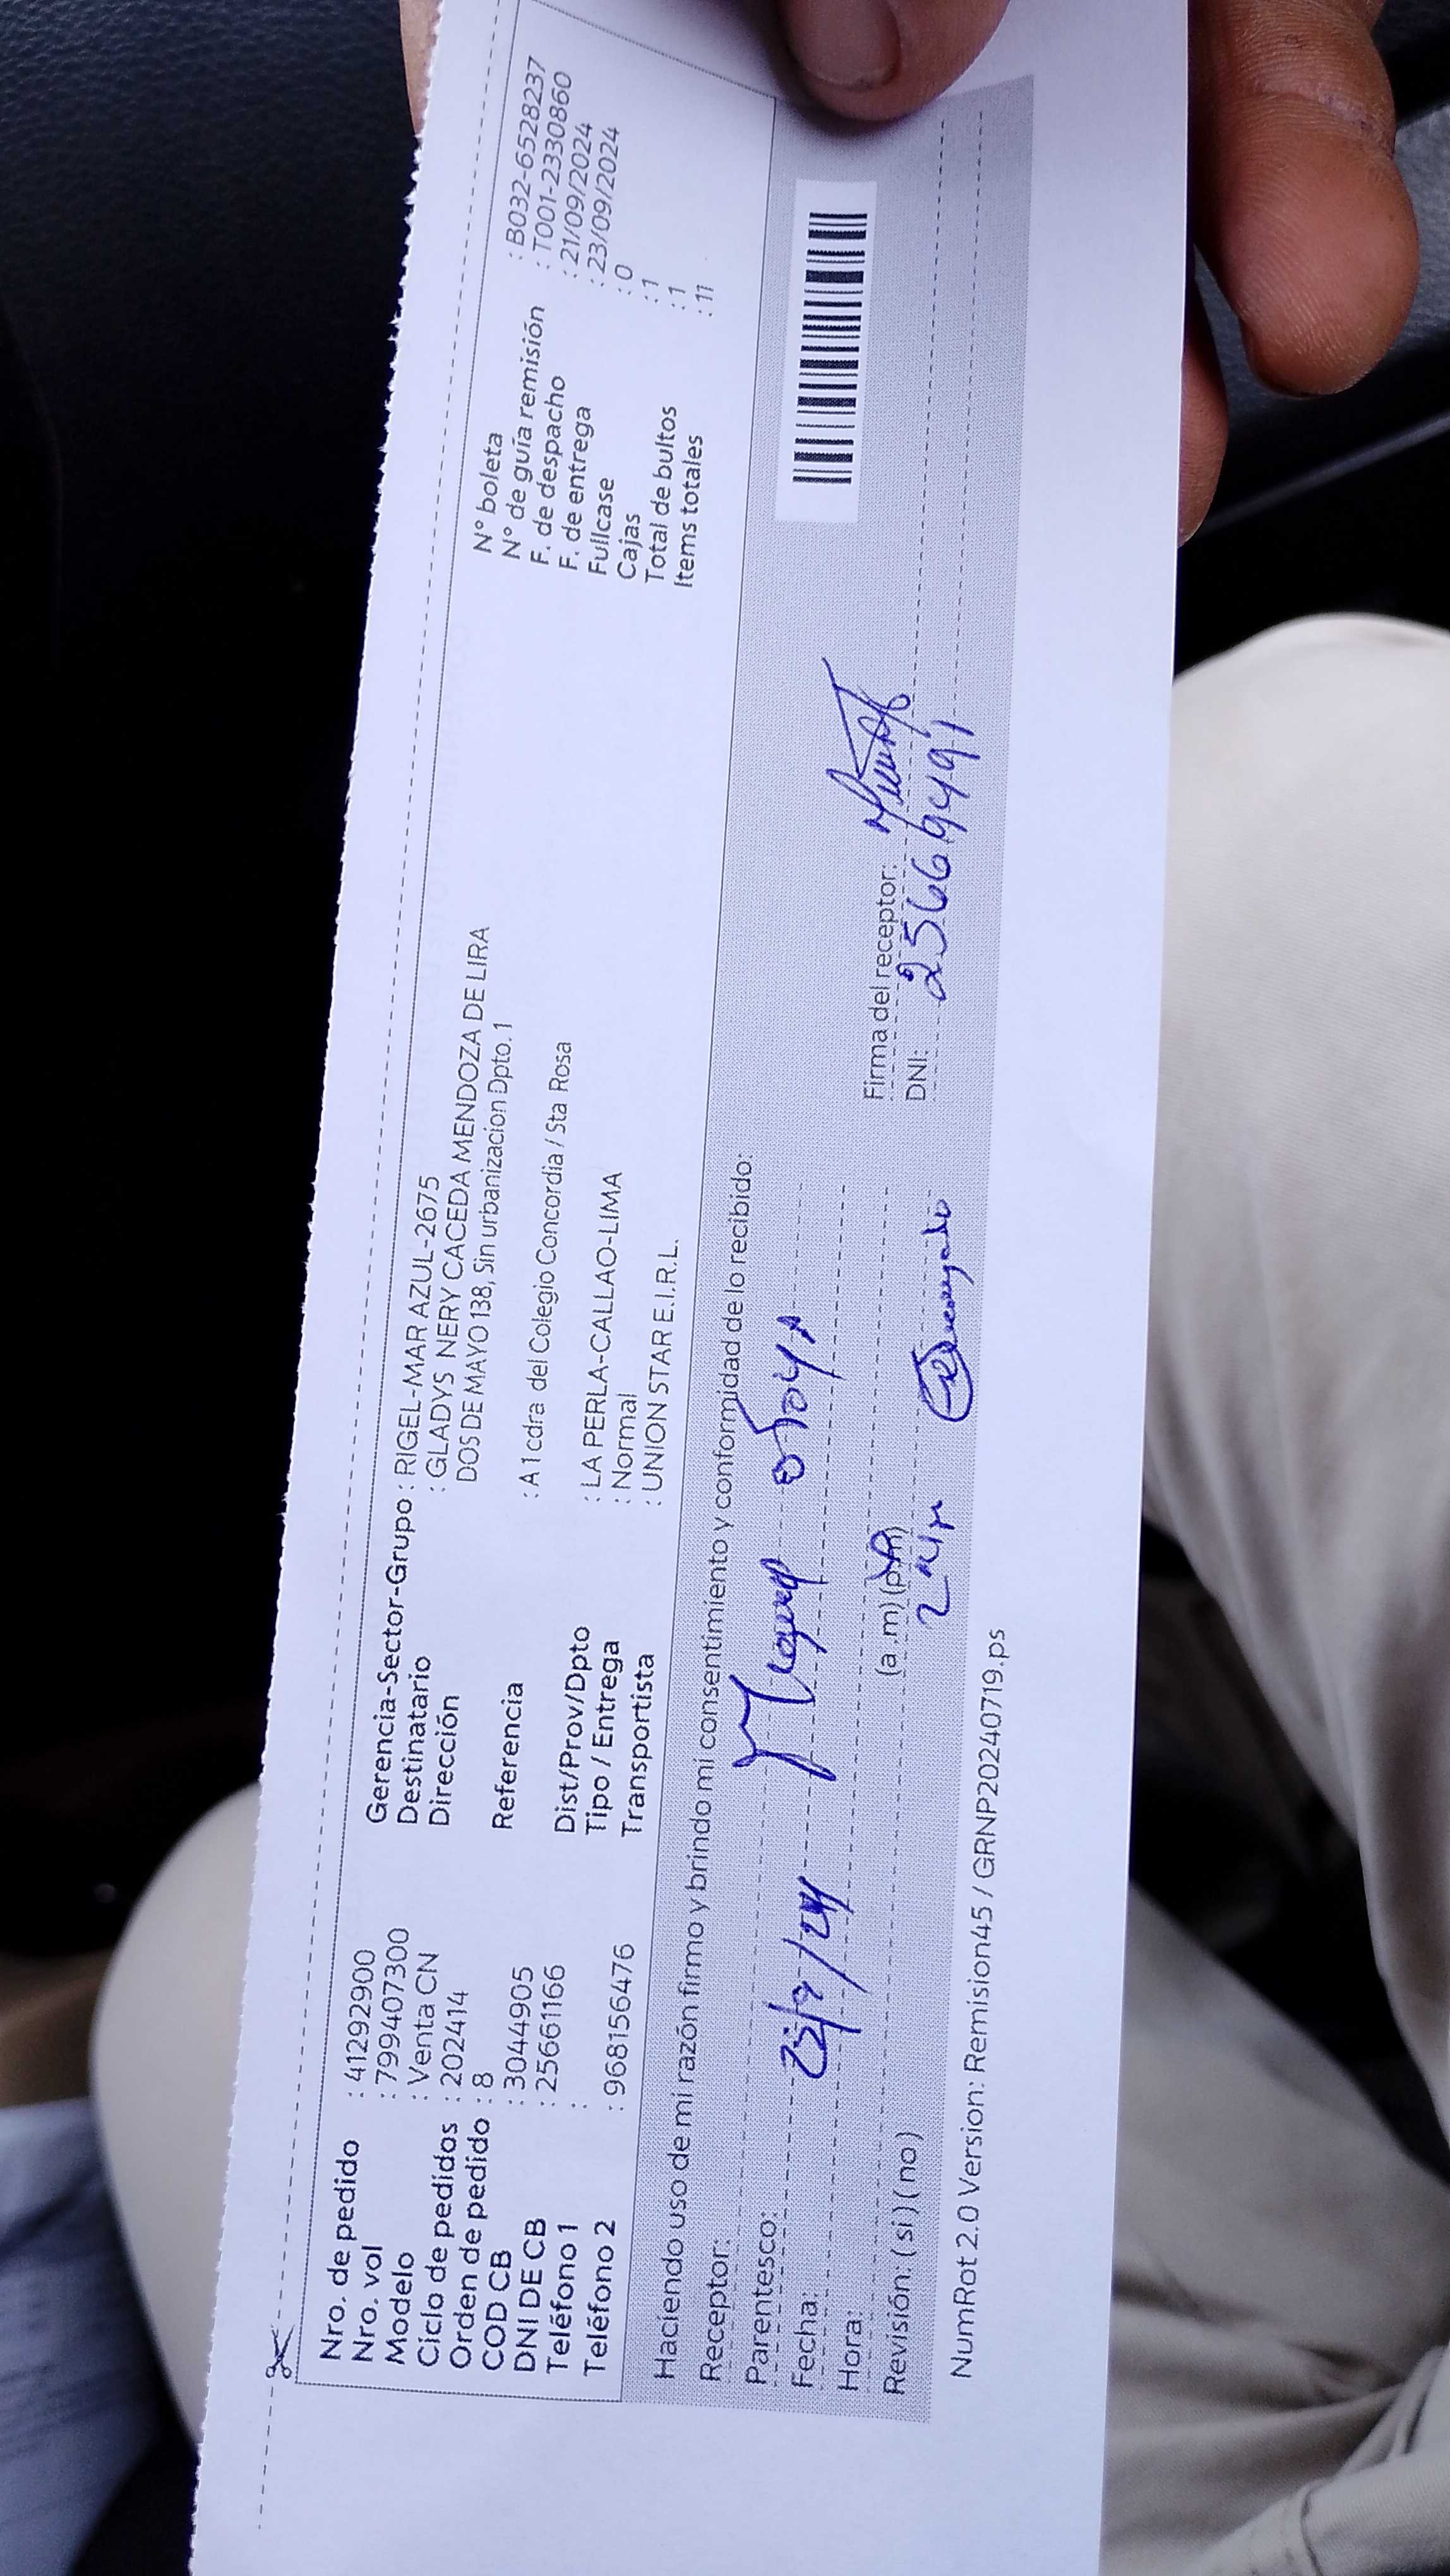 Nro. de pedido : 41292900
Nro. vol : 799407300
Modelo : Venta CN
Ciclo de pedidos : 202414
Orden de pedido : 8
COD CB : 3044905
DNI DE CB : 25661166
Teléfono 1 :
Teléfono 2 : 968156476
Gerencia-Sector-Grupo : RIGEL-MAR AZUL-2675
Destinatario : GLADYS NERY CACEDA MENDOZA DE LIRA
Dirección DOS DE MAYO 138, Sin urbanizacion Dpto. 1
Referencia : A 1 cdra del Colegio Concordia / Sta Rosa
Dist/Prov/Dpto : LA PERLA-CALLAO-LIMA
Tipo / Entrega : Normal
Transportista : UNION STAR E.I.R.L.
N° boleta : B032-6528237
N° de guía remisión : T001-2330860
F. de despacho : 21/09/2024
F. de entrega : 23/09/2024
Fullcase : 0
Cajas : 1
Total de bultos : 1
Items totales : 11
Haciendo uso de mi razón firmo y brindo mi consentimiento y conformidad de lo recibido:
Receptor:
Parentesco:
Fecha:
Hora: (a.m) (p.m)
Revisión: (si) (no)
Firma del receptor:
DNI: 25669491
NumRot 2.0 Version: Remision45 / GRNP20240719.ps